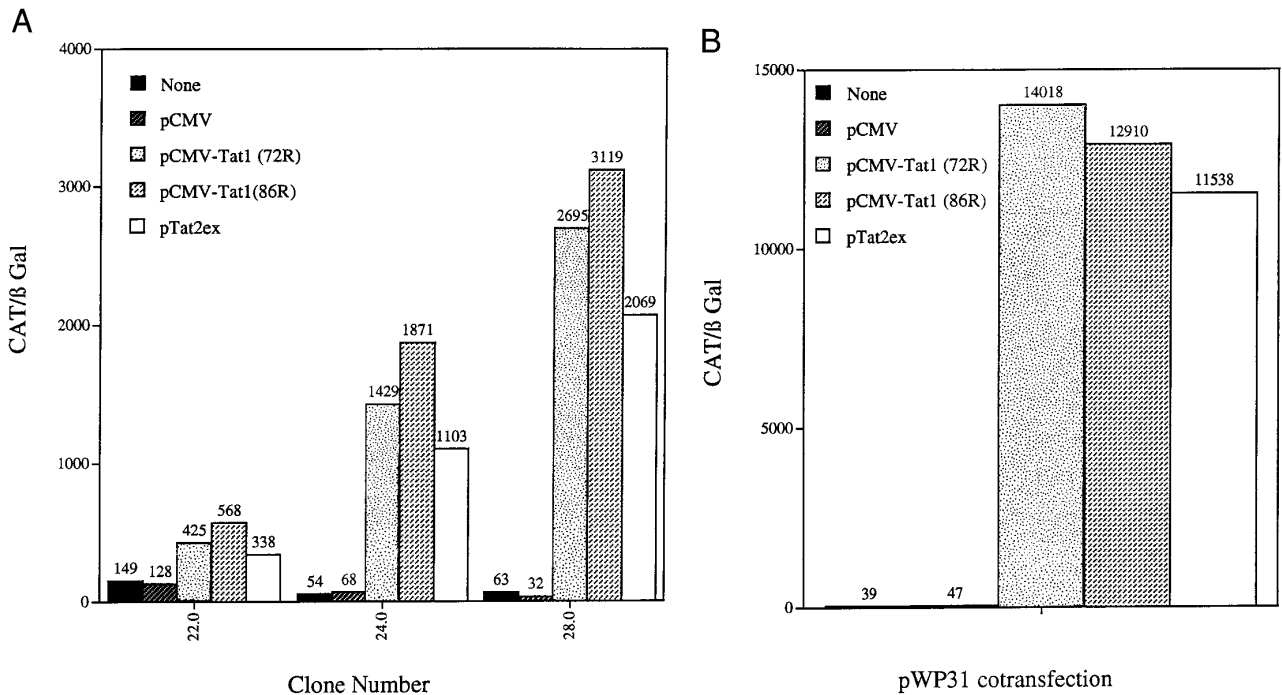 A
CAT/ß Gal
4000
3000
2000
1000
0
None
pCMV
pCMV-Tat1 (72R)
pCMV-Tat1(86R)
pTat2ex
149
128
425
568
338
54
68
1429
1871
1103
63
32
2695
3119
2069
22.0
24.0
28.0
Clone Number
B
CAT/ß Gal
15000
10000
5000
0
None
pCMV
pCMV-Tat1 (72R)
pCMV-Tat1 (86R)
pTat2ex
39
47
14018
12910
11538
pWP31 cotransfection